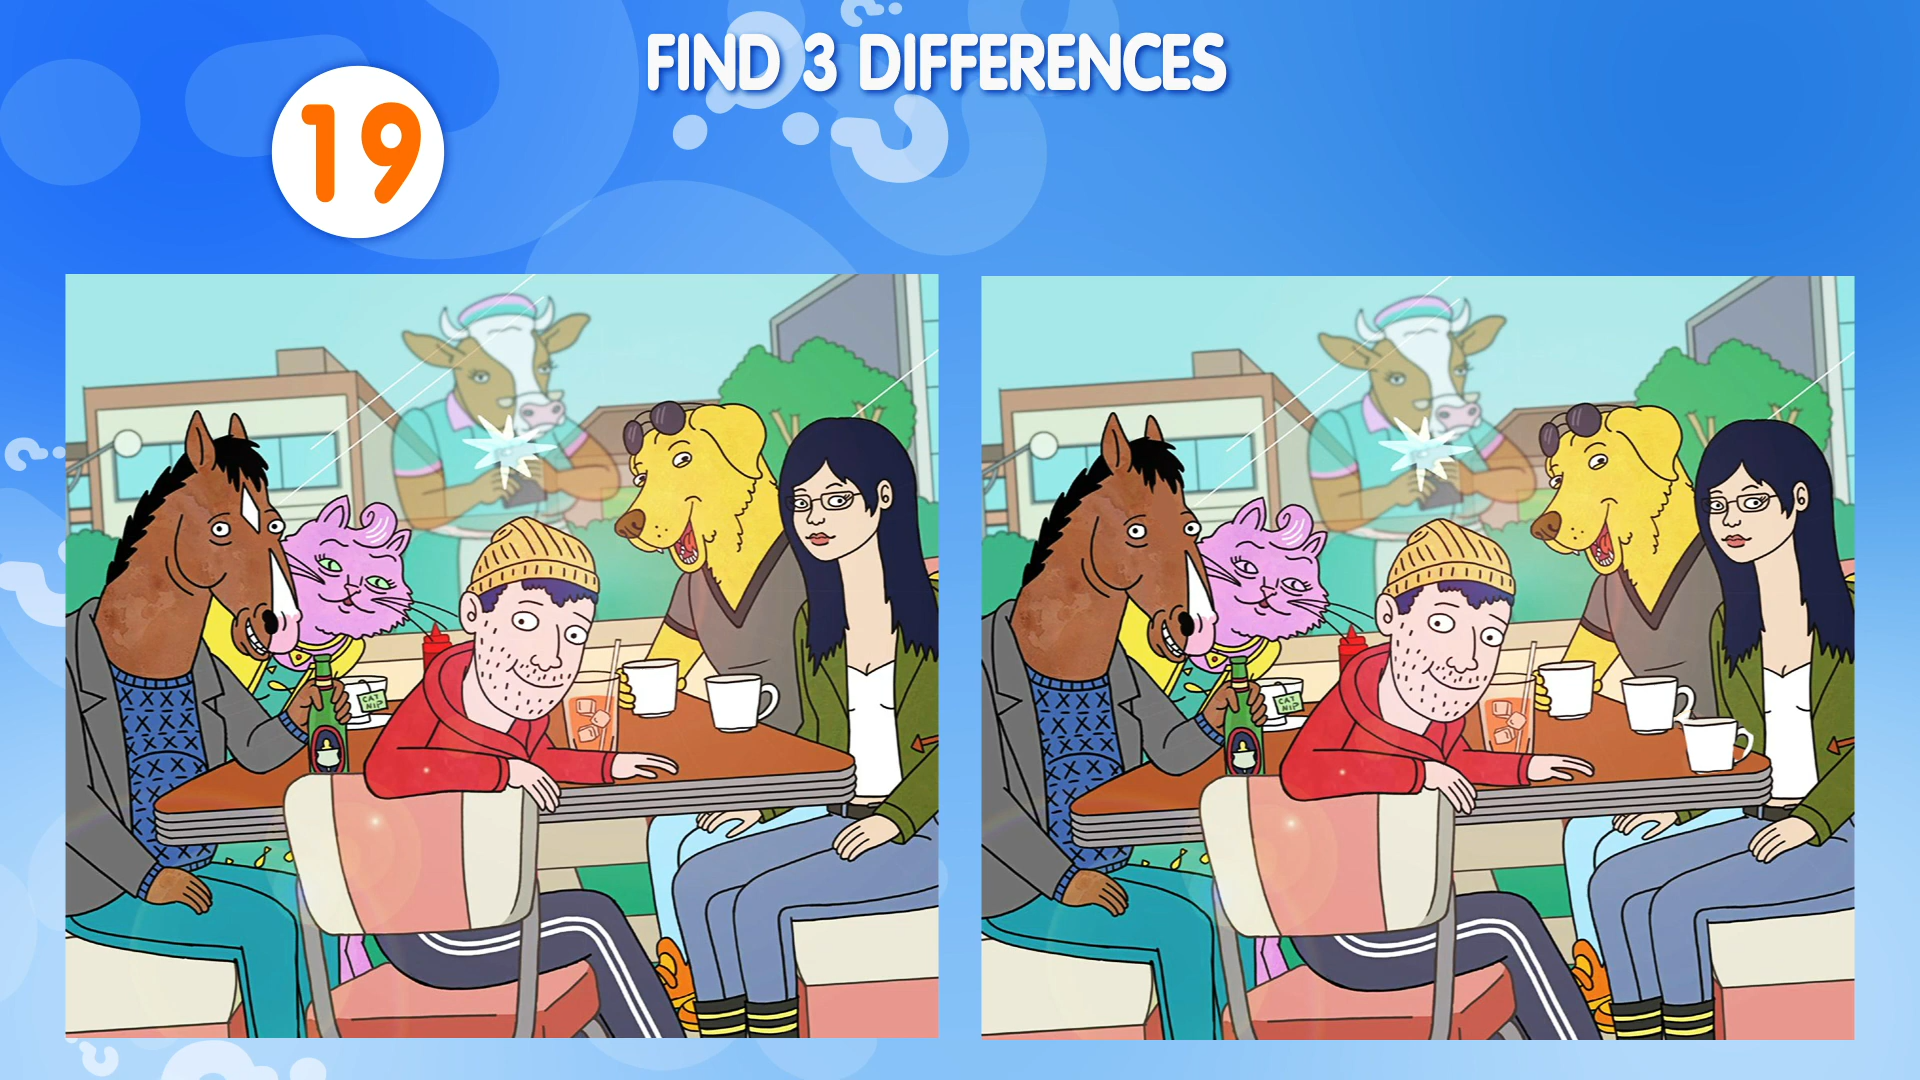 FIND 3 DIFFERENCES
19
CAT
NIP
CAT
NIP